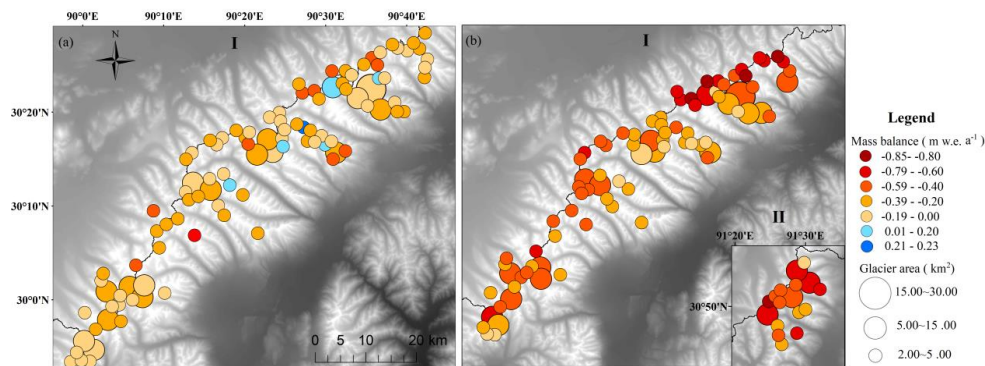 90°0'E 90°10'E 90°20'E 90°30'E 90°40'E
(a) N I
(b) I
30°20'N
30°10'N
30°0'N
0 10 20 km
II
91°20'E 91°30'E
30°50'N
Legend
Mass balance ( m w.e. a-1)
-0.85- -0.80
-0.79 - -0.60
-0.59 - -0.40
-0.39 - -0.20
-0.19 - 0.00
0.01 - 0.20
0.21 - 0.23
Glacier area ( km2)
15.00~30.00
5.00~15 .00
2.00~5 .00